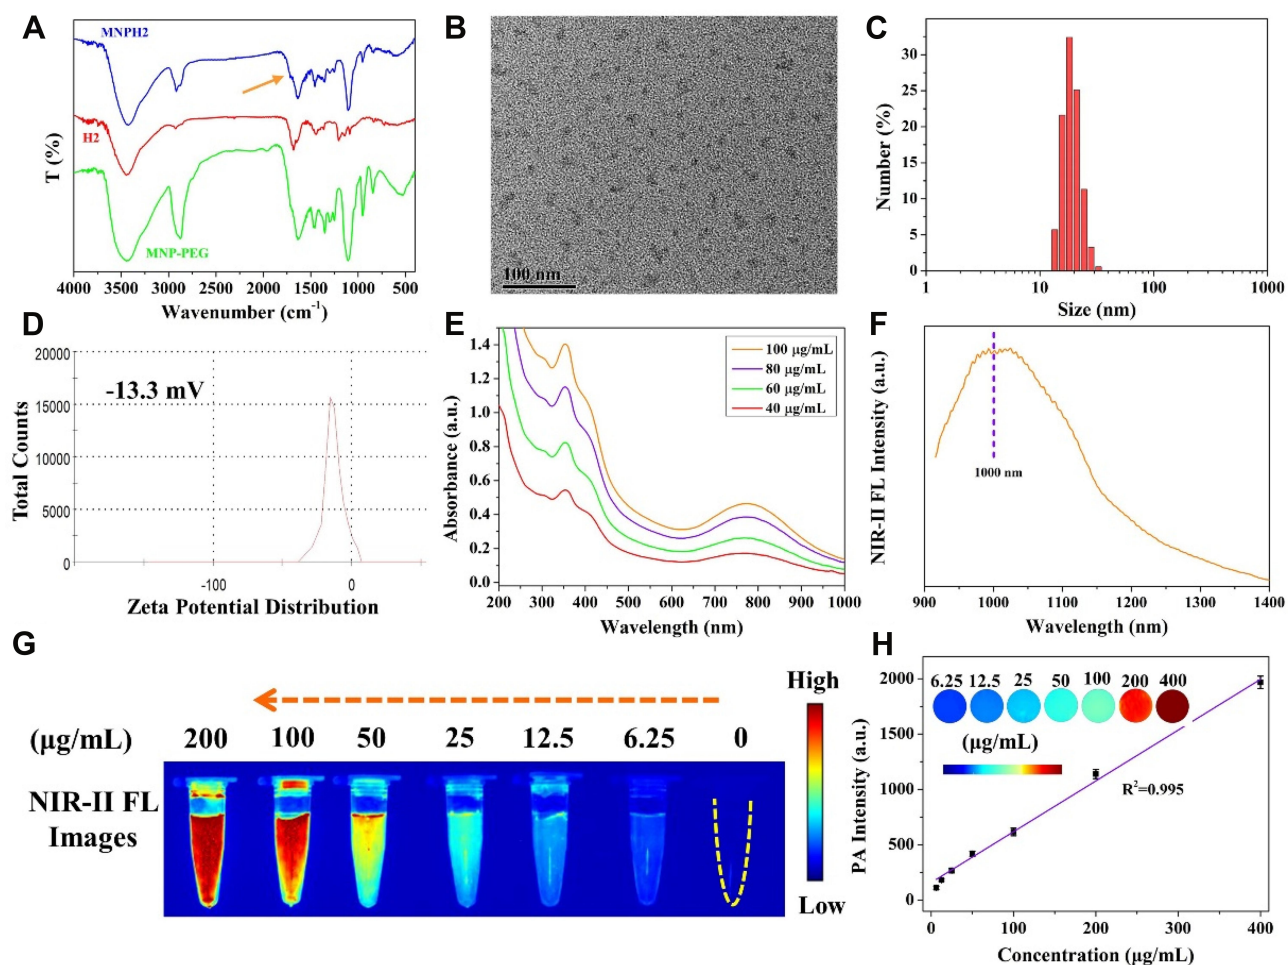 A
MNPH2
H2
MNP-PEG
T (%)
4000 3500 3000 2500 2000 1500 1000 500
Wavenumber (cm⁻¹)
B
100 nm
C
30
25
20
15
10
5
0
Number (%)
1 10 100 1000
Size (nm)
D
20000
15000
10000
5000
0
-13.3 mV
Total Counts
-100 0
Zeta Potential Distribution
E
1.4
1.2
1.0
0.8
0.6
0.4
0.2
0.0
100 μg/mL
80 μg/mL
60 μg/mL
40 μg/mL
Absorbance (a.u.)
200 300 400 500 600 700 800 900 1000
Wavelength (nm)
F
NIR-II FL Intensity (a.u.)
1000 nm
900 1000 1100 1200 1300 1400
Wavelength (nm)
G
High
(μg/mL) 200 100 50 25 12.5 6.25 0
NIR-II FL
Images
Low
H
2000
1500
1000
500
0
PA Intensity (a.u.)
6.25 12.5 25 50 100 200 400
(μg/mL)
R²=0.995
0 100 200 300 400
Concentration (μg/mL)